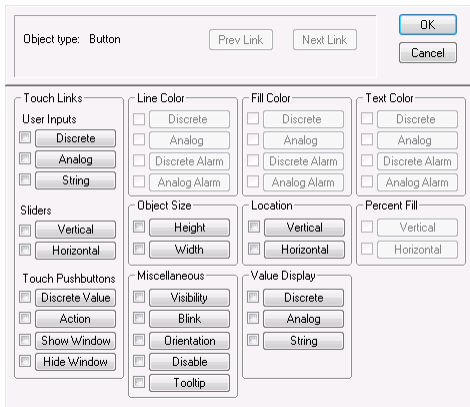 Object type: Button
Prev Link
Next Link
OK
Cancel
Touch Links
User Inputs
Discrete
Analog
String
Sliders
Vertical
Horizontal
Touch Pushbuttons
Discrete Value
Action
Show Window
Hide Window
Line Color
Discrete
Analog
Discrete Alarm
Analog Alarm
Fill Color
Discrete
Analog
Discrete Alarm
Analog Alarm
Text Color
Discrete
Analog
Discrete Alarm
Analog Alarm
Object Size
Height
Width
Location
Vertical
Horizontal
Percent Fill
Vertical
Horizontal
Miscellaneous
Visibility
Blink
Orientation
Disable
Tooltip
Value Display
Discrete
Analog
String